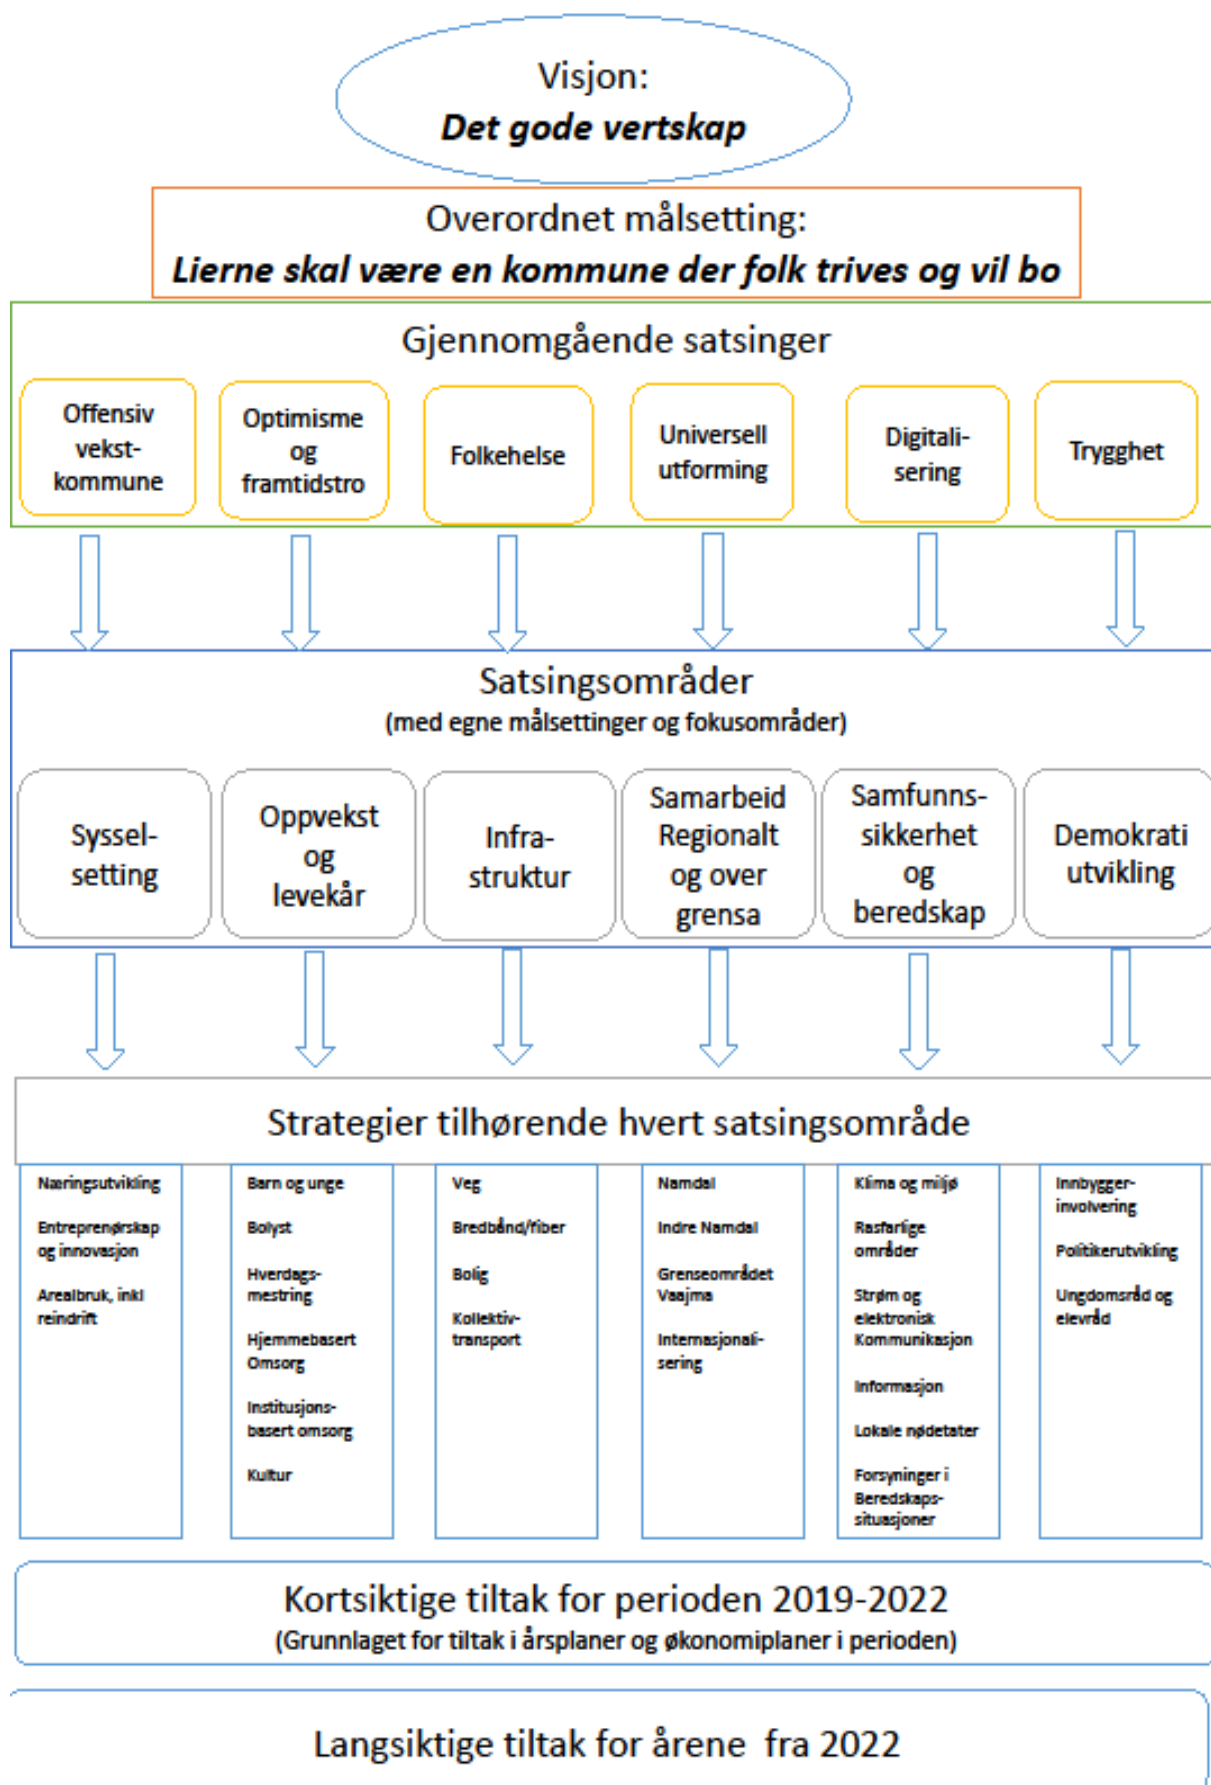 Visjon:
Det gode vertskap
Overordnet målsetting:
Lierne skal være en kommune der folk trives og vil bo
Gjennomgående satsinger
Offensiv
vekst-
kommune
Optimisme
og
framtidstro
Folkehelse
Universell
utforming
Digitali-
sering
Trygghet
Satsingsområder
(med egne målsettinger og fokusområder)
Syssel-
setting
Oppvekst
og
levekår
Infra-
struktur
Samarbeid
Regionalt
og over
grensa
Samfunns-
sikkerhet
og
beredskap
Demokrati
utvikling
Strategier tilhørende hvert satsingsområde
Næringsutvikling
Entreprenørskap
og innovasjon
Arealbruk, inkl
reindrift
Barn og unge
Bolyst
Hverdags-
mestring
Hjemmebasert
Omsorg
Institusjons-
basert omsorg
Kultur
Veg
Bredbånd/fiber
Bolig
Kollektiv-
transport
Namdal
Indre Namdal
Grenseområdet
Vaajma
Internasjonali-
sering
Klima og miljø
Rasfarlige
områder
Strøm og
elektronisk
Kommunikasjon
Informasjon
Lokale nødetater
Forsyninger i
Beredskaps-
situasjoner
Innbygger-
involvering
Politikerutvikling
Ungdomsråd og
elevråd
Kortsiktige tiltak for perioden 2019-2022
(Grunnlaget for tiltak i årsplaner og økonomiplaner i perioden)
Langsiktige tiltak for årene  fra 2022